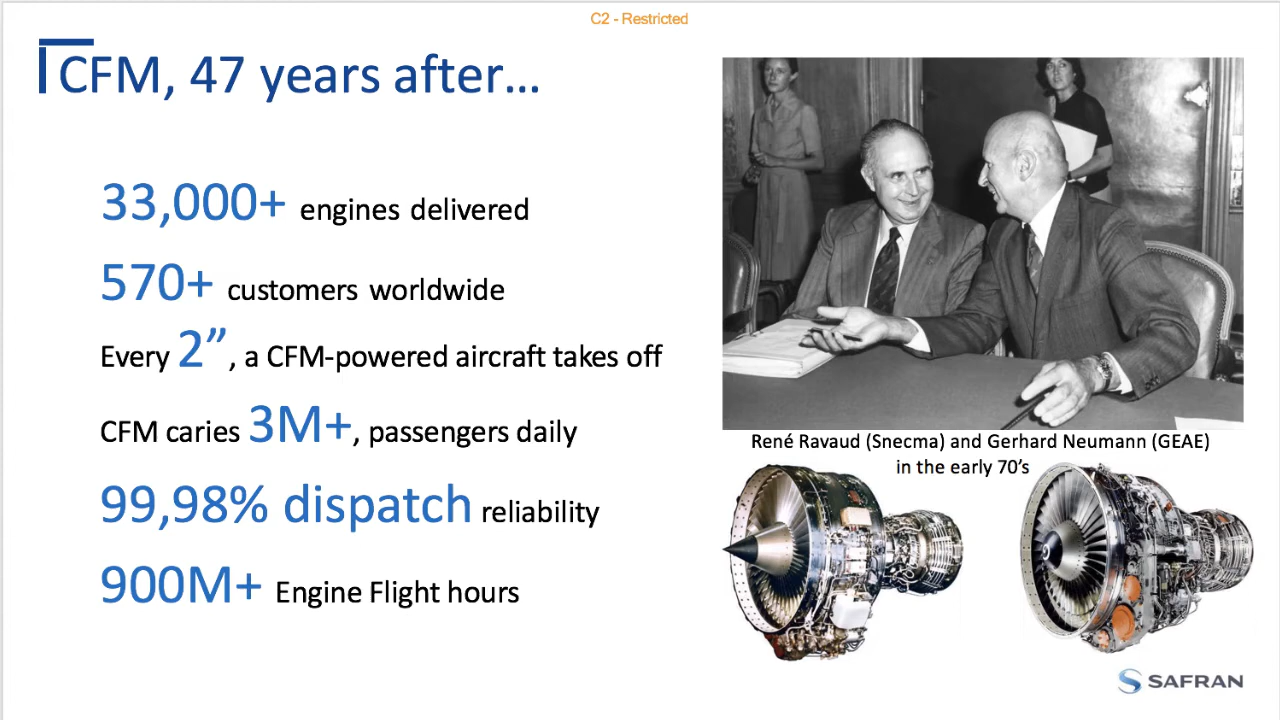 C2 - Restricted
CFM, 47 years after…
33,000+ engines delivered
570+ customers worldwide
Every 2”, a CFM-powered aircraft takes off
CFM caries 3M+, passengers daily
99,98% dispatch reliability
900M+ Engine Flight hours
René Ravaud (Snecma) and Gerhard Neumann (GEAE)
in the early 70’s
SAFRAN